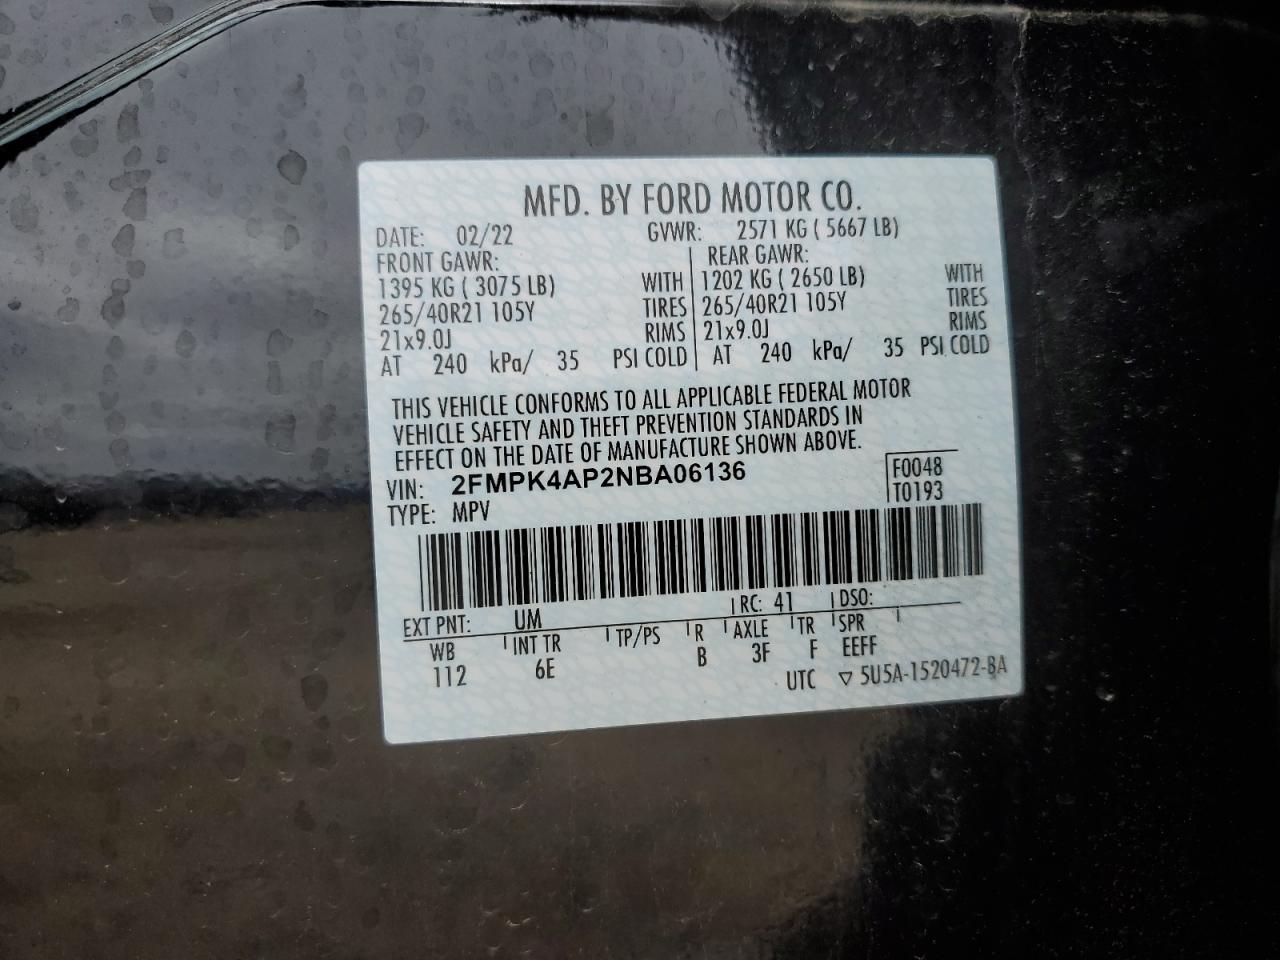 MFD. BY FORD MOTOR CO.
DATE: 02/22 GVWR: 2571 KG ( 5667 LB)
FRONT GAWR: REAR GAWR:
1395 KG ( 3075 LB) WITH 1202 KG ( 2650 LB) WITH
265/40R21 105Y TIRES 265/40R21 105Y TIRES
21x9.0J RIMS 21x9.0J RIMS
AT 240 kPa/ 35 PSI COLD AT 240 kPa/ 35 PSI COLD
THIS VEHICLE CONFORMS TO ALL APPLICABLE FEDERAL MOTOR
VEHICLE SAFETY AND THEFT PREVENTION STANDARDS IN
EFFECT ON THE DATE OF MANUFACTURE SHOWN ABOVE.
VIN: 2FMPK4AP2NBA06136 F0048
TYPE: MPV T0193
EXT PNT: UM RC: 41 DSO:
WB INT TR TP/PS R AXLE TR SPR
112 6E B 3F F EEFF
UTC ▽ 5U5A-1520472-BA